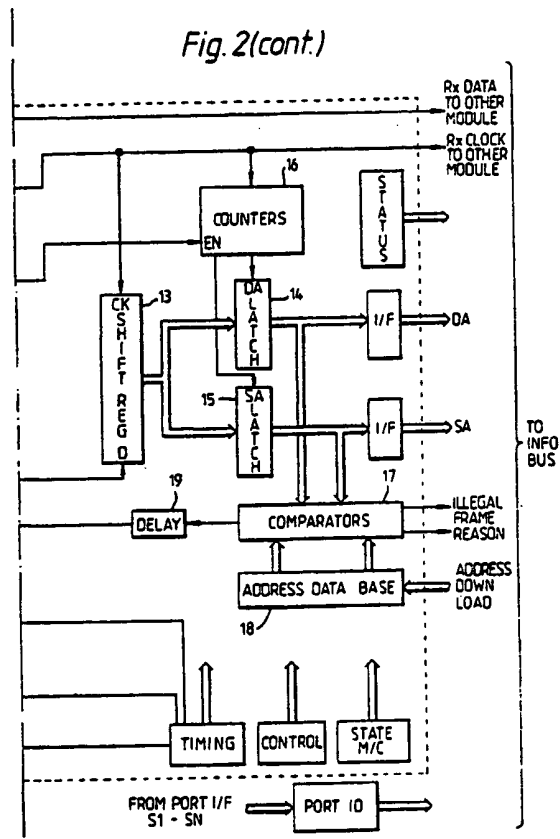 Fig. 2(cont.)
Rx DATA
TO OTHER
MODULE
Rx CLOCK
TO OTHER
MODULE
16
COUNTERS
EN
STATUS
13
CK
SHIFT REG
D
14
DA LATCH
I/F
DA
15
SA LATCH
I/F
SA
TO
INFO
BUS
17
COMPARATORS
ILLEGAL
FRAME
REASON
19
DELAY
ADDRESS DATA BASE
18
ADDRESS
DOWN
LOAD
TIMING
CONTROL
STATE
M/C
FROM PORT I/F
S1 - SN
PORT ID